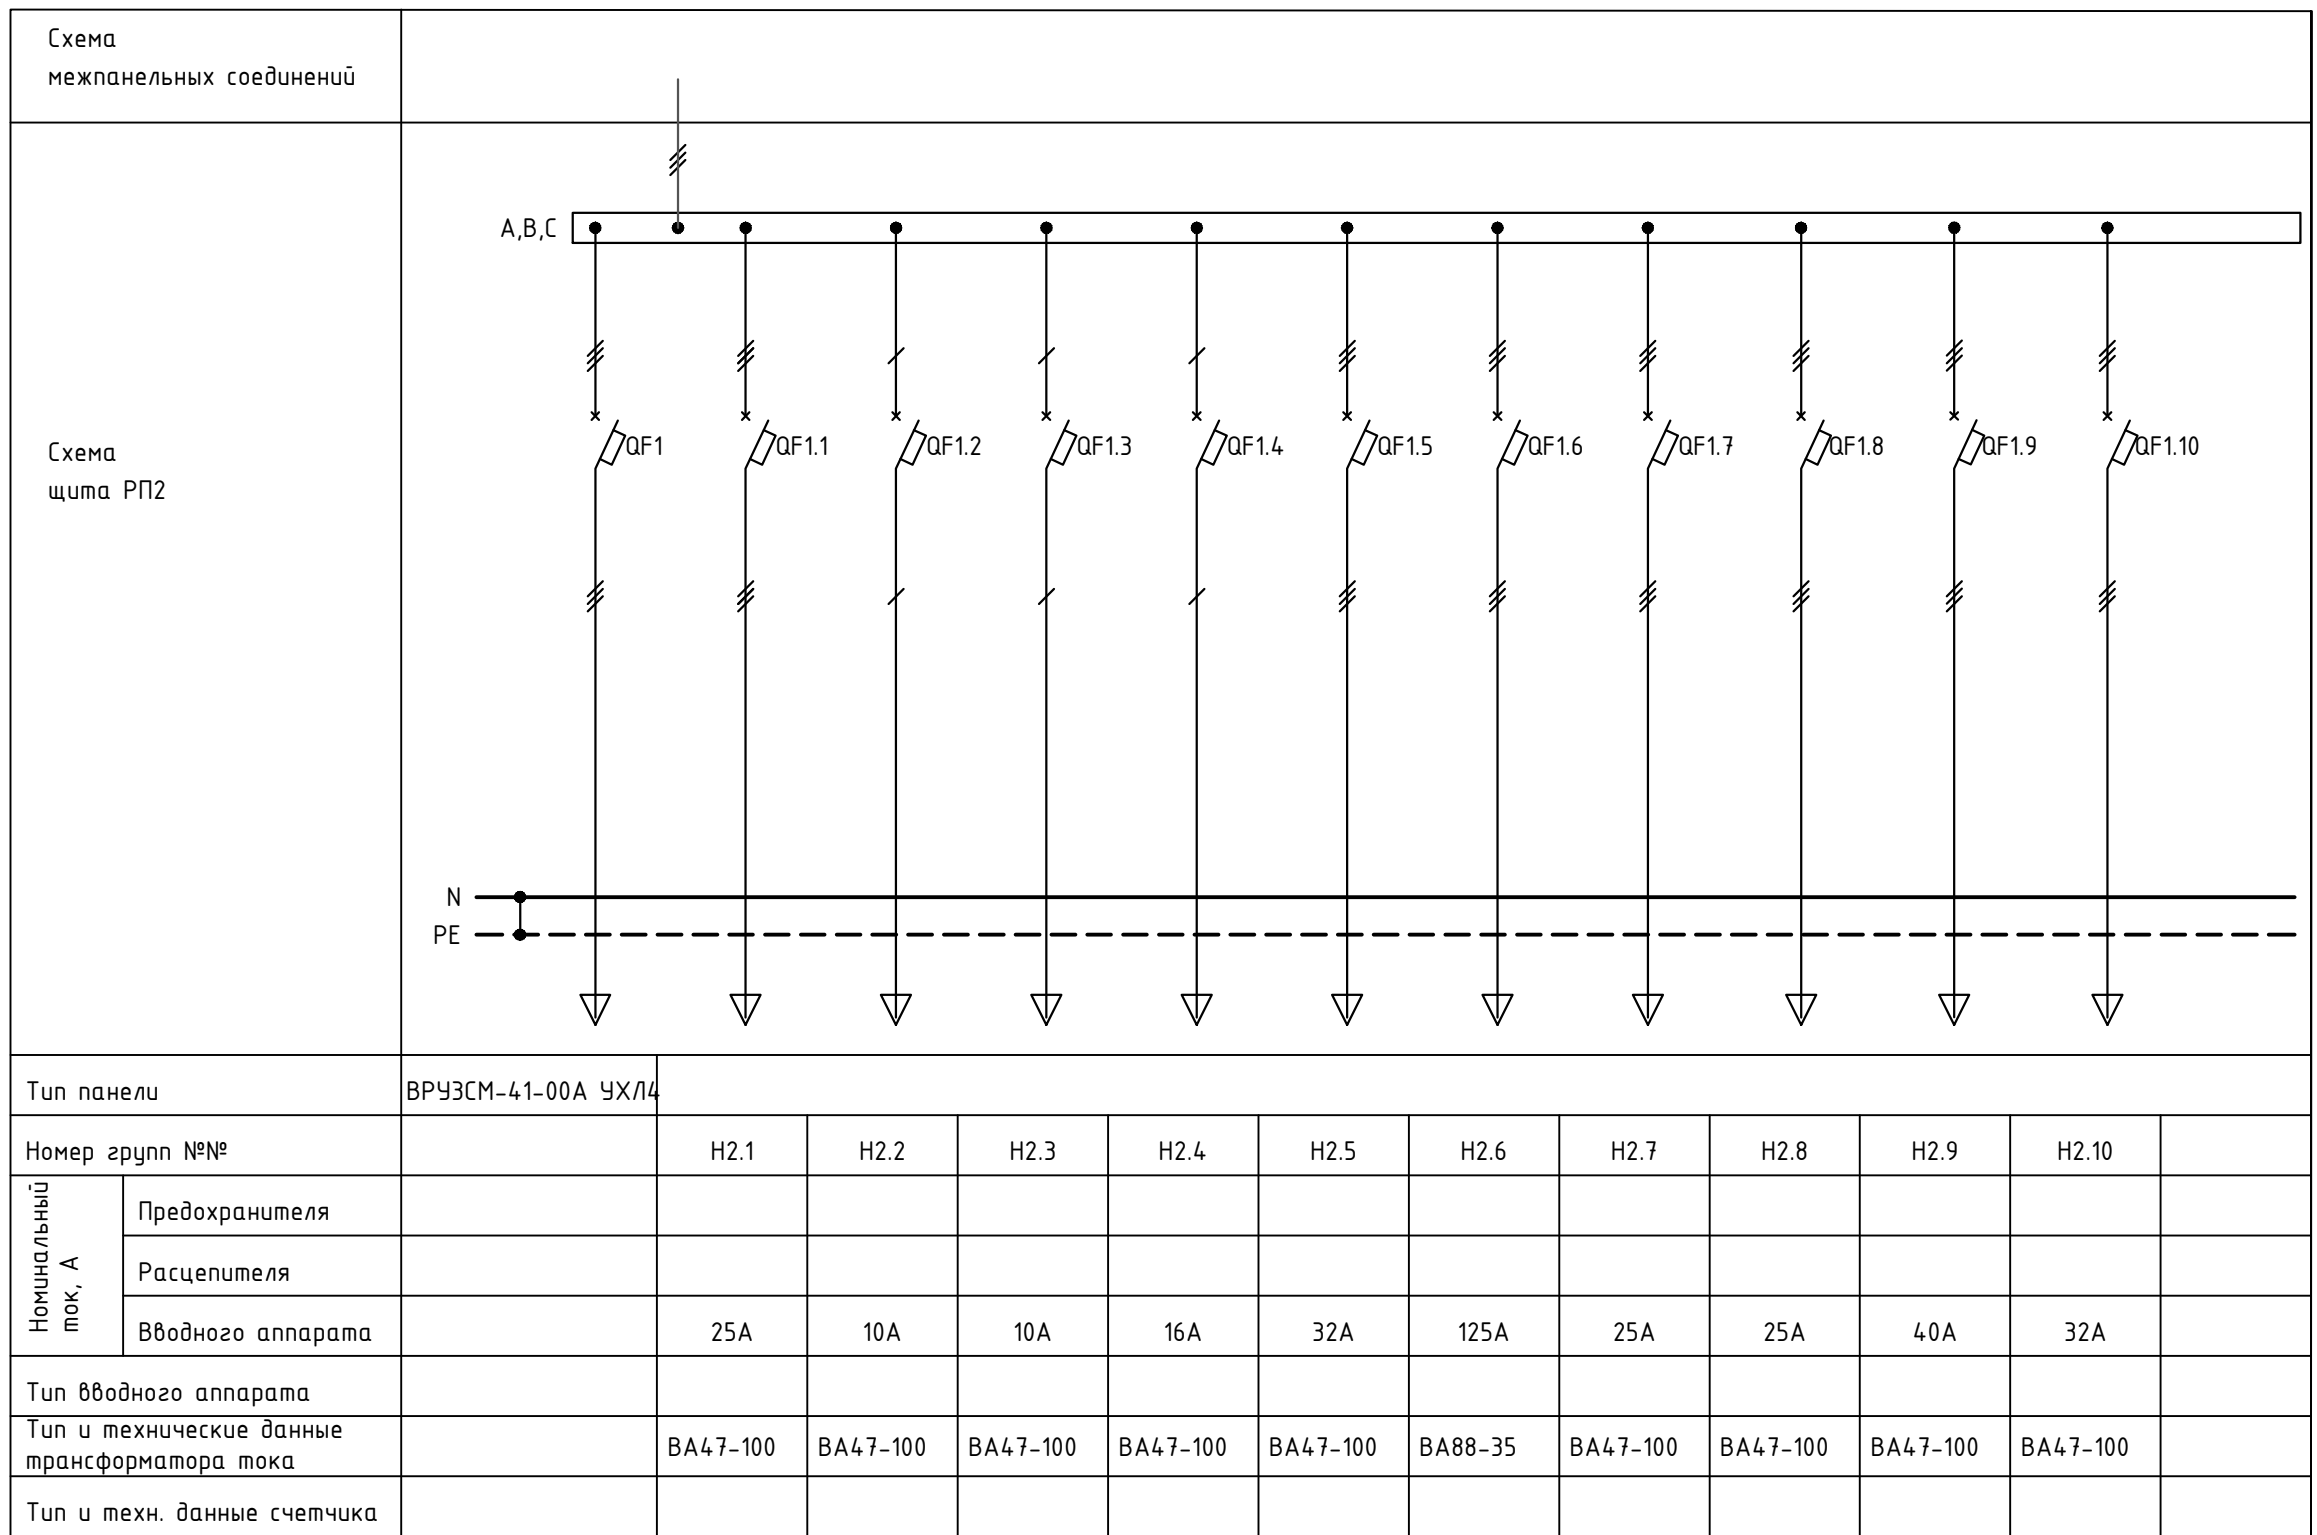 Схема
межпанельных соединений
A,B,C
Схема
щита РП2
QF1 QF1.1 QF1.2 QF1.3 QF1.4 QF1.5 QF1.6 QF1.7 QF1.8 QF1.9 QF1.10
N
PE
Тип панели ВРУ3СМ-41-00А УХЛ4
Номер групп №№ Н2.1 Н2.2 Н2.3 Н2.4 Н2.5 Н2.6 Н2.7 Н2.8 Н2.9 Н2.10
Номинальный
ток, А
Предохранителя
Расцепителя
Вводного аппарата 25А 10А 10А 16А 32А 125А 25А 25А 40А 32А
Тип вводного аппарата
Тип и технические данные
трансформатора тока ВА47-100 ВА47-100 ВА47-100 ВА47-100 ВА47-100 ВА88-35 ВА47-100 ВА47-100 ВА47-100 ВА47-100
Тип и техн. данные счетчика